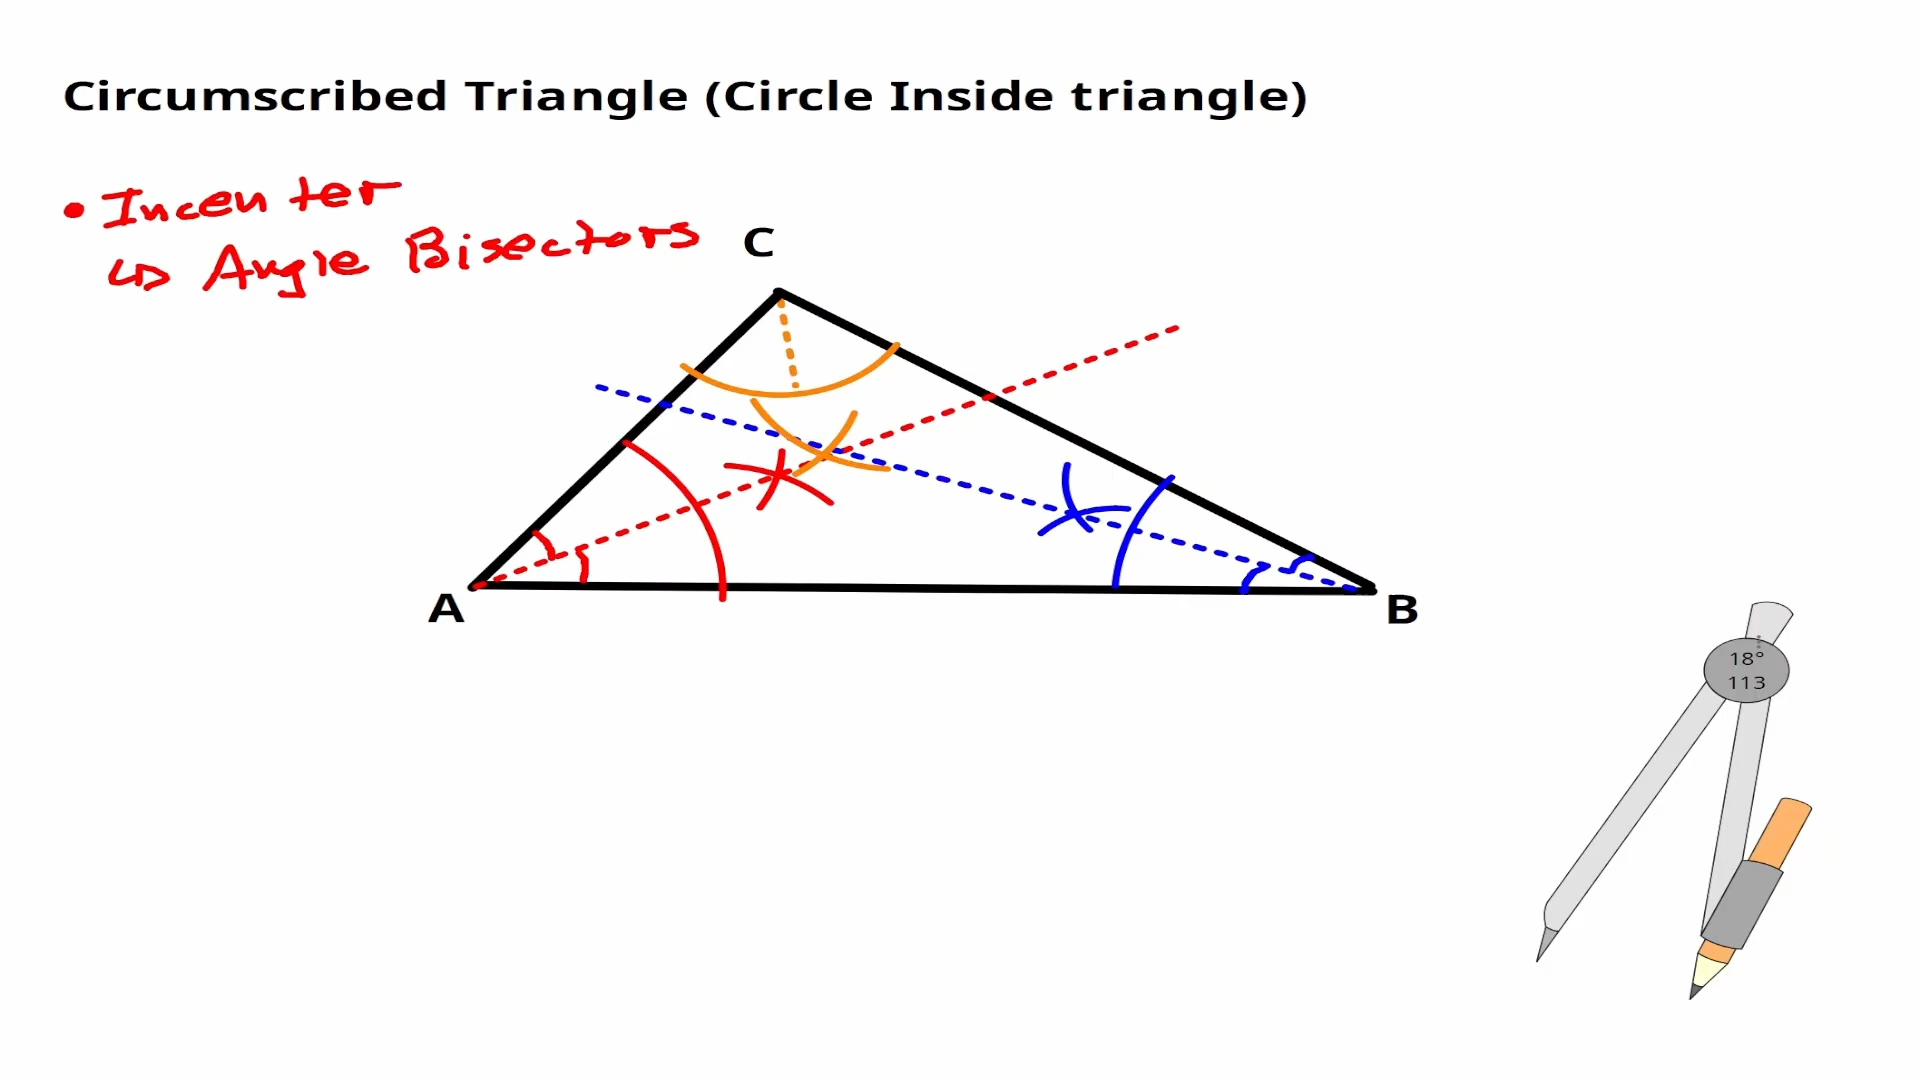 Circumscribed Triangle (Circle Inside triangle)
• Incenter
↳ Angle Bisectors
C
A
B
18°
113